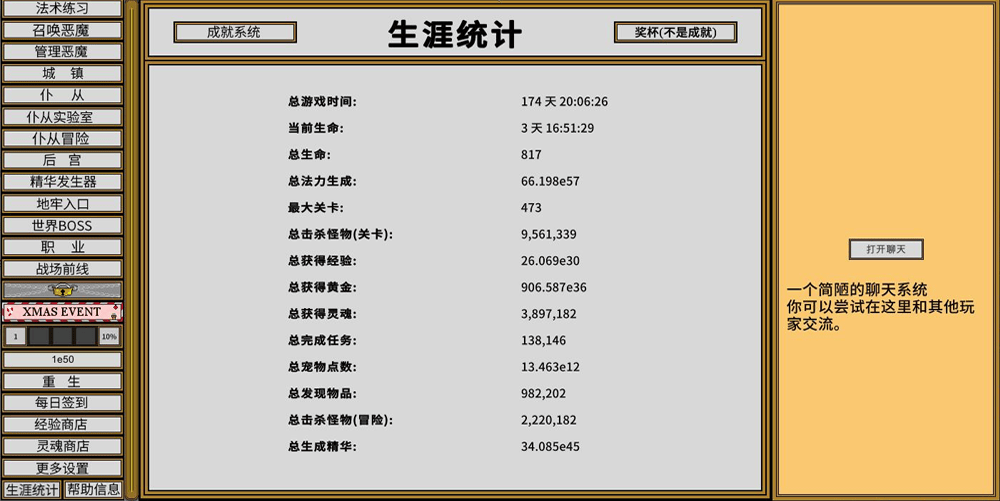 法术练习
召唤恶魔
管理恶魔
城 镇
仆 从
仆从实验室
仆从冒险
后 宫
精华发生器
地牢入口
世界BOSS
职 业
战场前线
XMAS EVENT
1 10%
1e50
重 生
每日签到
经验商店
灵魂商店
更多设置
生涯统计 帮助信息
成就系统 生涯统计 奖杯(不是成就)
总游戏时间: 174 天 20:06:26
当前生命: 3 天 16:51:29
总生命: 817
总法力生成: 66.198e57
最大关卡: 473
总击杀怪物(关卡): 9,561,339
总获得经验: 26.069e30
总获得黄金: 906.587e36
总获得灵魂: 3,897,182
总完成任务: 138,146
总宠物点数: 13.463e12
总发现物品: 982,202
总击杀怪物(冒险): 2,220,182
总生成精华: 34.085e45
打开聊天
一个简陋的聊天系统
你可以尝试在这里和其他玩
家交流。